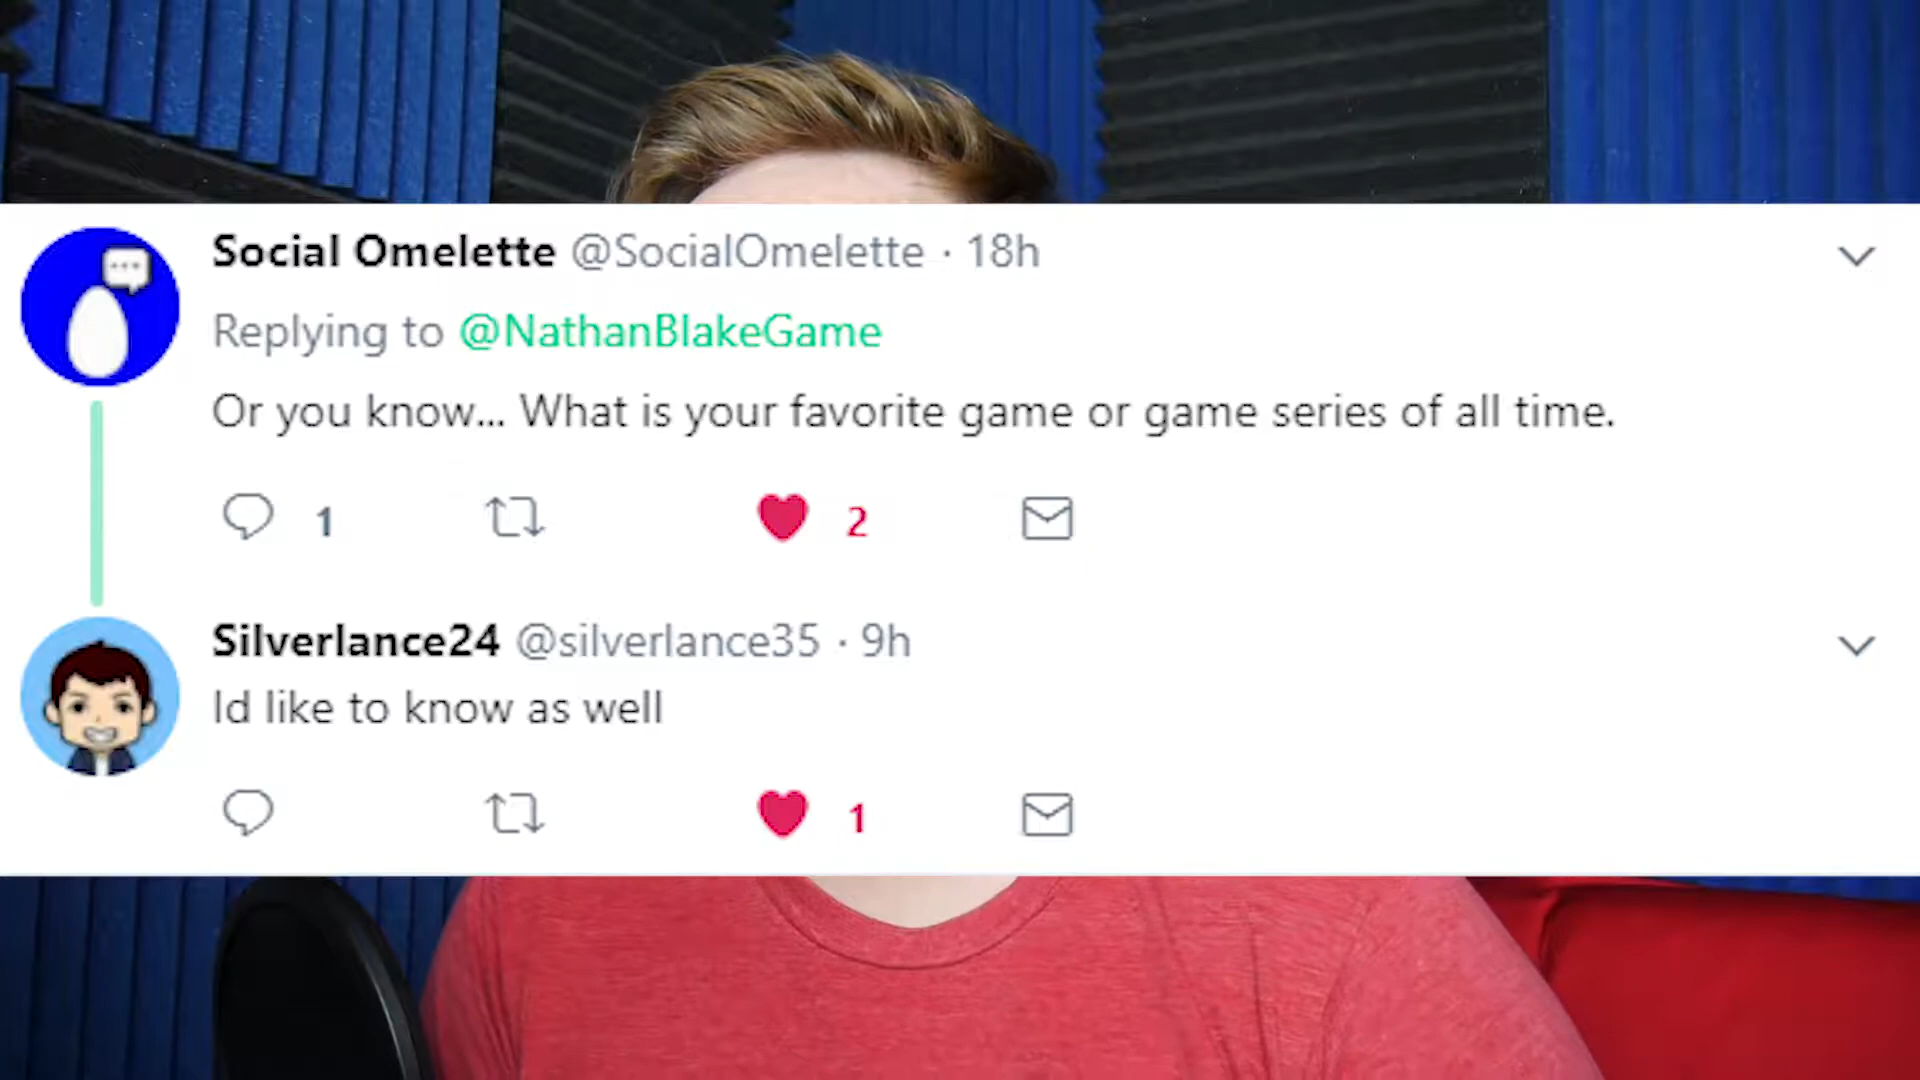 Social Omelette @SocialOmelette · 18h
Replying to @NathanBlakeGame
Or you know... What is your favorite game or game series of all time.
1 2
Silverlance24 @silverlance35 · 9h
Id like to know as well
1